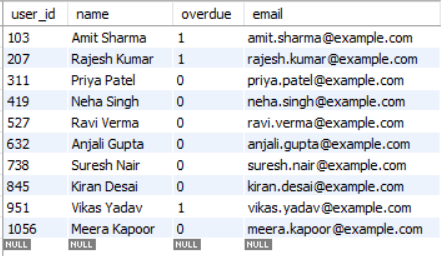 user_id name overdue email
103 Amit Sharma 1 amit.sharma@example.com
207 Rajesh Kumar 1 rajesh.kumar@example.com
311 Priya Patel 0 priya.patel@example.com
419 Neha Singh 0 neha.singh@example.com
527 Ravi Verma 0 ravi.verma@example.com
632 Anjali Gupta 0 anjali.gupta@example.com
738 Suresh Nair 0 suresh.nair@example.com
845 Kiran Desai 0 kiran.desai@example.com
951 Vikas Yadav 1 vikas.yadav@example.com
1056 Meera Kapoor 0 meera.kapoor@example.com
NULL NULL NULL NULL